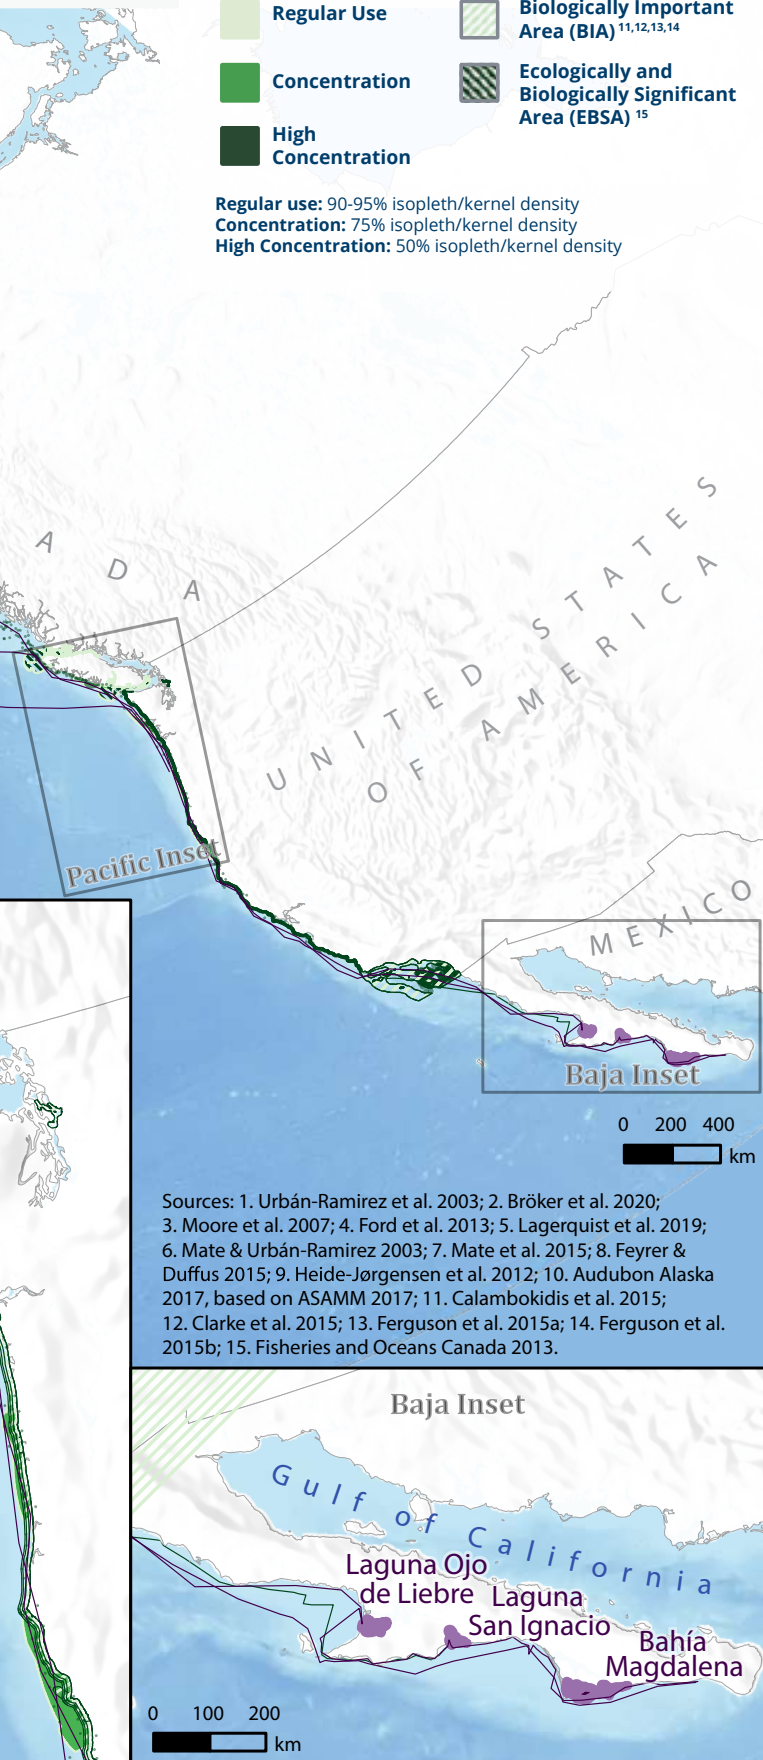 Regular Use
Biologically Important
Area (BIA) 11,12,13,14
Concentration
Ecologically and
Biologically Significant
Area (EBSA) 15
High
Concentration
Regular use: 90-95% isopleth/kernel density
Concentration: 75% isopleth/kernel density
High Concentration: 50% isopleth/kernel density
A D A
UNITED STATES
OF AMERICA
Pacific Inset
MEXICO
Baja Inset
0 200 400
km
Sources: 1. Urbán-Ramirez et al. 2003; 2. Bröker et al. 2020;
3. Moore et al. 2007; 4. Ford et al. 2013; 5. Lagerquist et al. 2019;
6. Mate & Urbán-Ramirez 2003; 7. Mate et al. 2015; 8. Feyrer &
Duffus 2015; 9. Heide-Jørgensen et al. 2012; 10. Audubon Alaska
2017, based on ASAMM 2017; 11. Calambokidis et al. 2015;
12. Clarke et al. 2015; 13. Ferguson et al. 2015a; 14. Ferguson et al.
2015b; 15. Fisheries and Oceans Canada 2013.
Baja Inset
Gulf of California
Laguna Ojo
de Liebre
Laguna
San Ignacio
Bahía
Magdalena
0 100 200
km